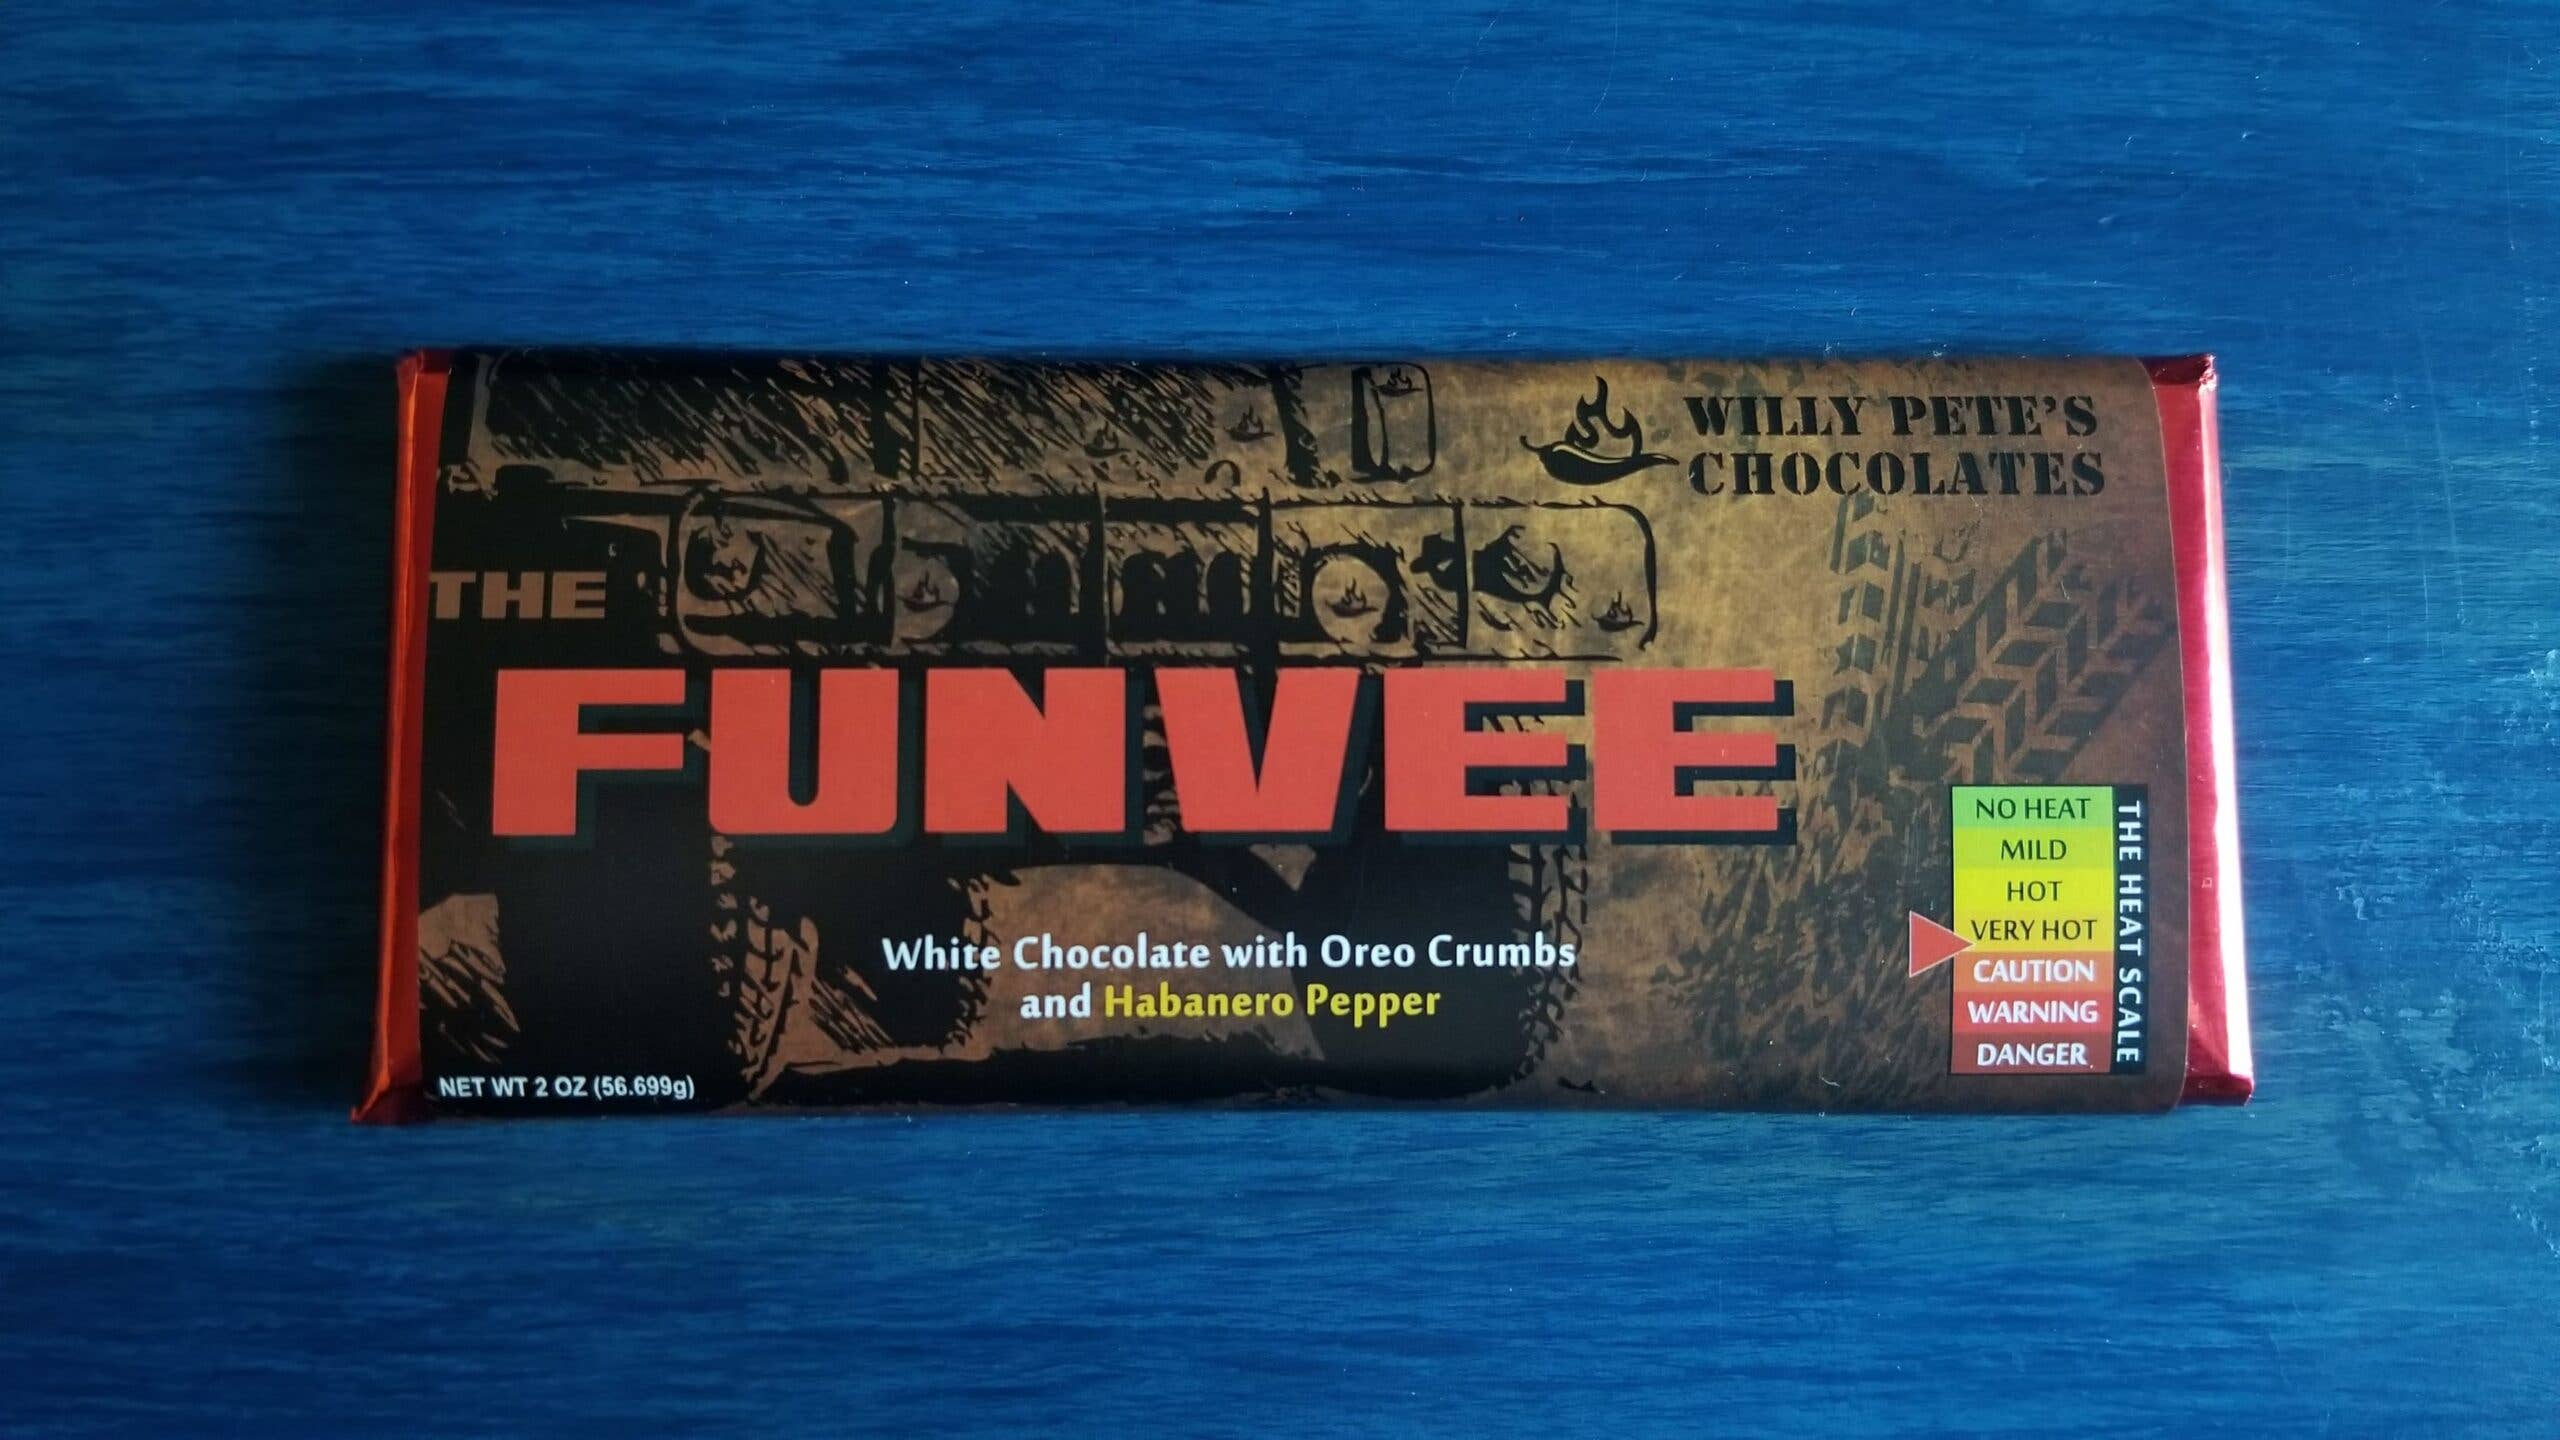 WILLY PETE'S
CHOCOLATES
THE
FUNVEE
White Chocolate with Oreo Crumbs
and Habanero Pepper
NET WT 2 OZ (56.699g)
NO HEAT
MILD
HOT
VERY HOT
CAUTION
WARNING
DANGER
THE HEAT SCALE